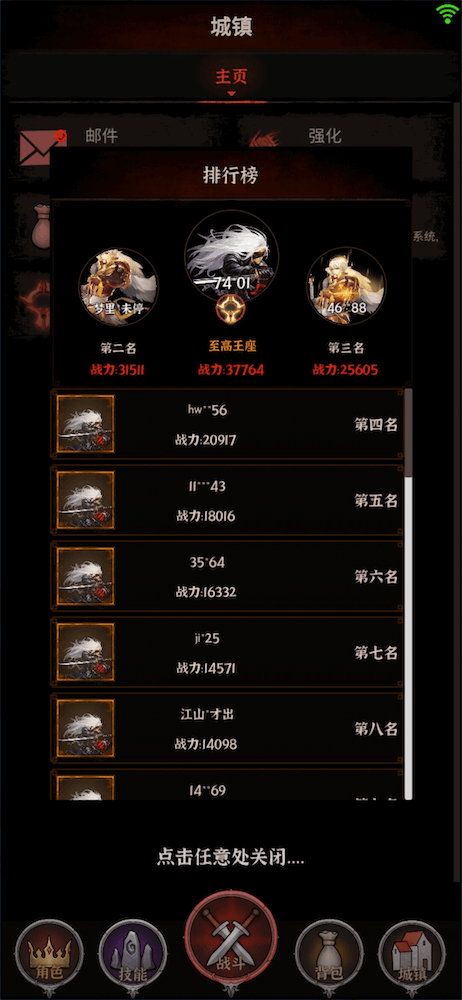 城镇
主页
邮件
强化
系统,
排行榜
74 01
梦里*未停
46**88
第二名
至高王座
第三名
战力:31511
战力:37764
战力:25605
hw**56
战力:20917
第四名
11***43
战力:18016
第五名
35*64
战力:16332
第六名
ji*25
战力:14571
第七名
江山*才出
战力:14098
第八名
14**69
点击任意处关闭....
角色
技能
战斗
背包
城镇